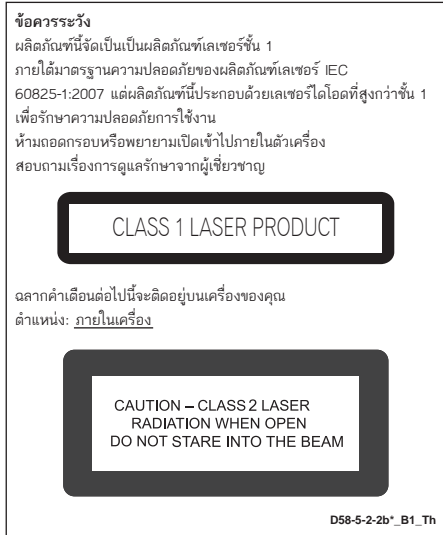 ข้อควรระวัง
ผลิตภัณฑ์นี้จัดเป็นเป็นผลิตภัณฑ์เลเซอร์ชั้น 1
ภายใต้มาตรฐานความปลอดภัยของผลิตภัณฑ์เลเซอร์ IEC
60825-1:2007 แต่ผลิตภัณฑ์นี้ประกอบด้วยเลเซอร์ไดโอดที่สูงกว่าชั้น 1
เพื่อรักษาความปลอดภัยการใช้งาน
ห้ามถอดกรอบหรือพยายามเปิดเข้าไปภายในตัวเครื่อง
สอบถามเรื่องการดูแลรักษาจากผู้เชี่ยวชาญ
CLASS 1 LASER PRODUCT
ฉลากคำเตือนต่อไปนี้จะติดอยู่บนเครื่องของคุณ
ตำแหน่ง: ภายในเครื่อง
CAUTION – CLASS 2 LASER
RADIATION WHEN OPEN
DO NOT STARE INTO THE BEAM
D58-5-2-2b*_B1_Th